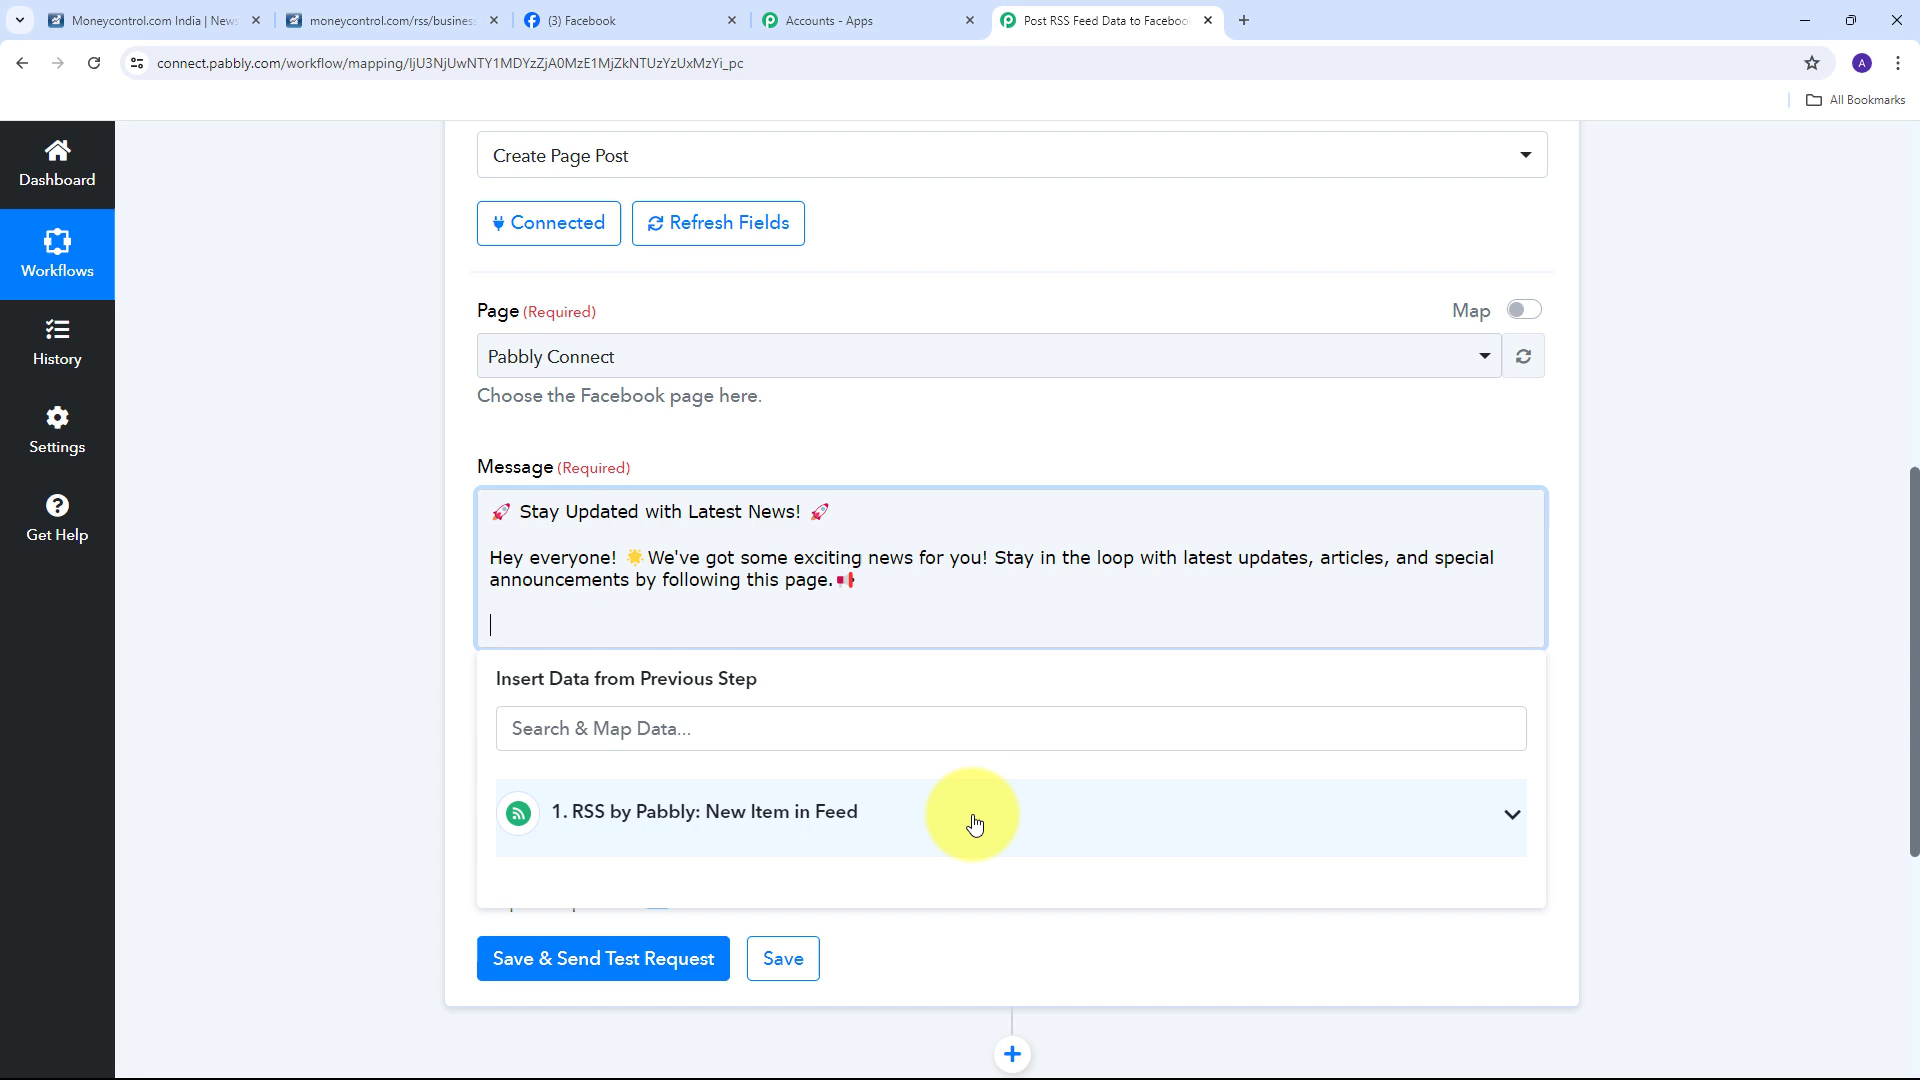 Moneycontrol.com India | News
moneycontrol.com/rss/business
(3) Facebook
Accounts - Apps
Post RSS Feed Data to Facebook
connect.pabbly.com/workflow/mapping/IjU3NjUwNTY1MDYzZjA0MzE1MjZkNTUzYzUxMzYi_pc
A
All Bookmarks
Dashboard
Workflows
History
Settings
Get Help
Create Page Post
Connected
Refresh Fields
Page (Required)
Map
Pabbly Connect
Choose the Facebook page here.
Message (Required)
🚀 Stay Updated with Latest News! 🚀
Hey everyone! 🌟 We've got some exciting news for you! Stay in the loop with latest updates, articles, and special
announcements by following this page. 📢
Insert Data from Previous Step
Search & Map Data...
1. RSS by Pabbly: New Item in Feed
Save & Send Test Request
Save